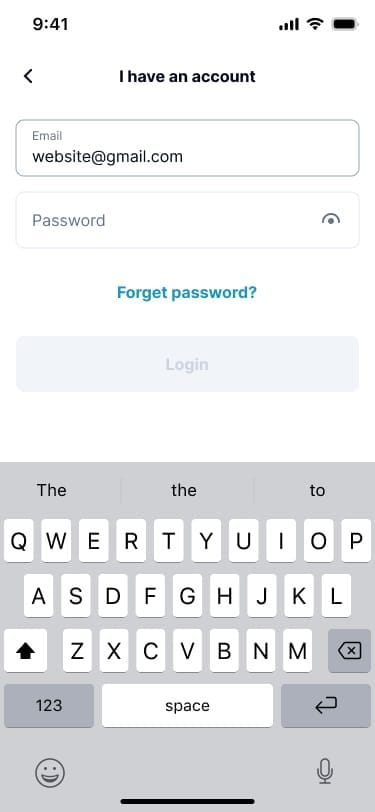 9:41
I have an account
Email
website@gmail.com
Password
Forget password?
Login
The the to
Q W E R T Y U I O P
A S D F G H J K L
Z X C V B N M
123 space